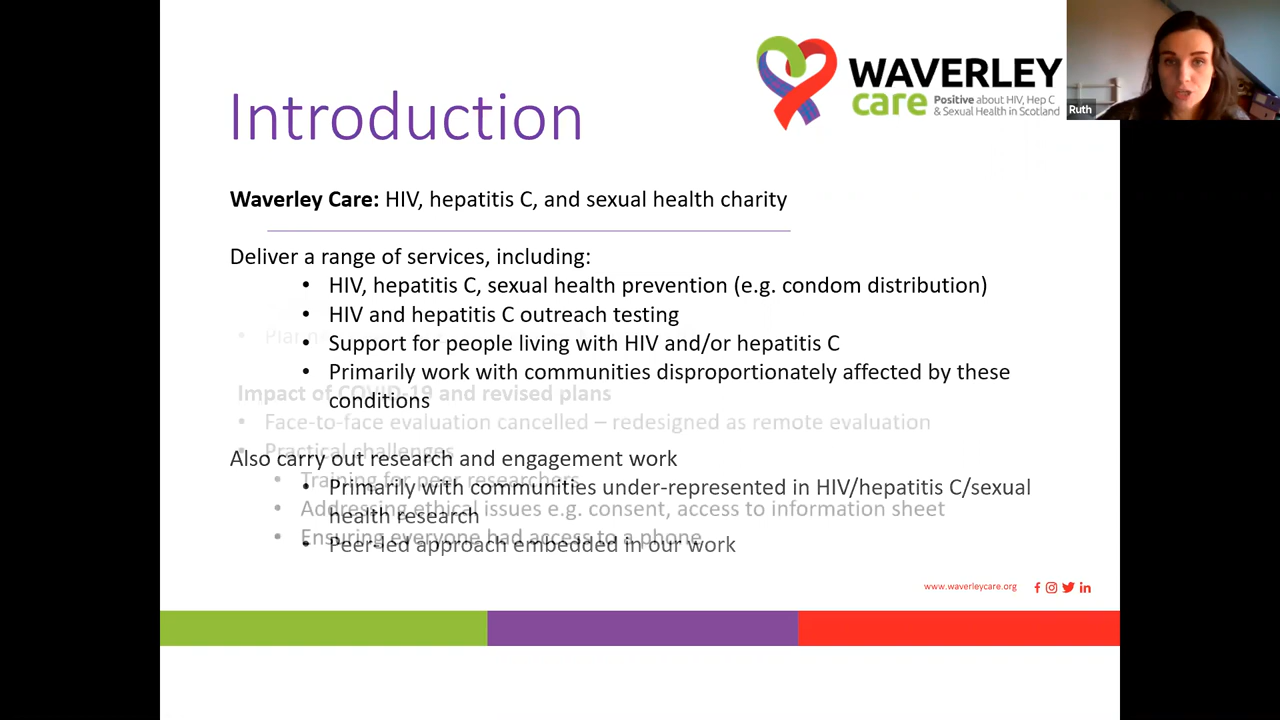 WAVERLEY
care Positive about HIV, Hep C
& Sexual Health in Scotland
Ruth
Introduction
Waverley Care: HIV, hepatitis C, and sexual health charity
Deliver a range of services, including:
• HIV, hepatitis C, sexual health prevention (e.g. condom distribution)
• HIV and hepatitis C outreach testing
• Support for people living with HIV and/or hepatitis C
• Primarily work with communities disproportionately affected by these
conditions
Also carry out research and engagement work
• Primarily with communities under-represented in HIV/hepatitis C/sexual
health research
• Peer-led approach embedded in our work
Impact of COVID-19 and revised plans
• Face-to-face evaluation cancelled – redesigned as remote evaluation
• Practical challenges
• Training for peer researchers
• Addressing ethical issues e.g. consent, access to information sheet
• Ensuring everyone had access to a phone
www.waverleycare.org